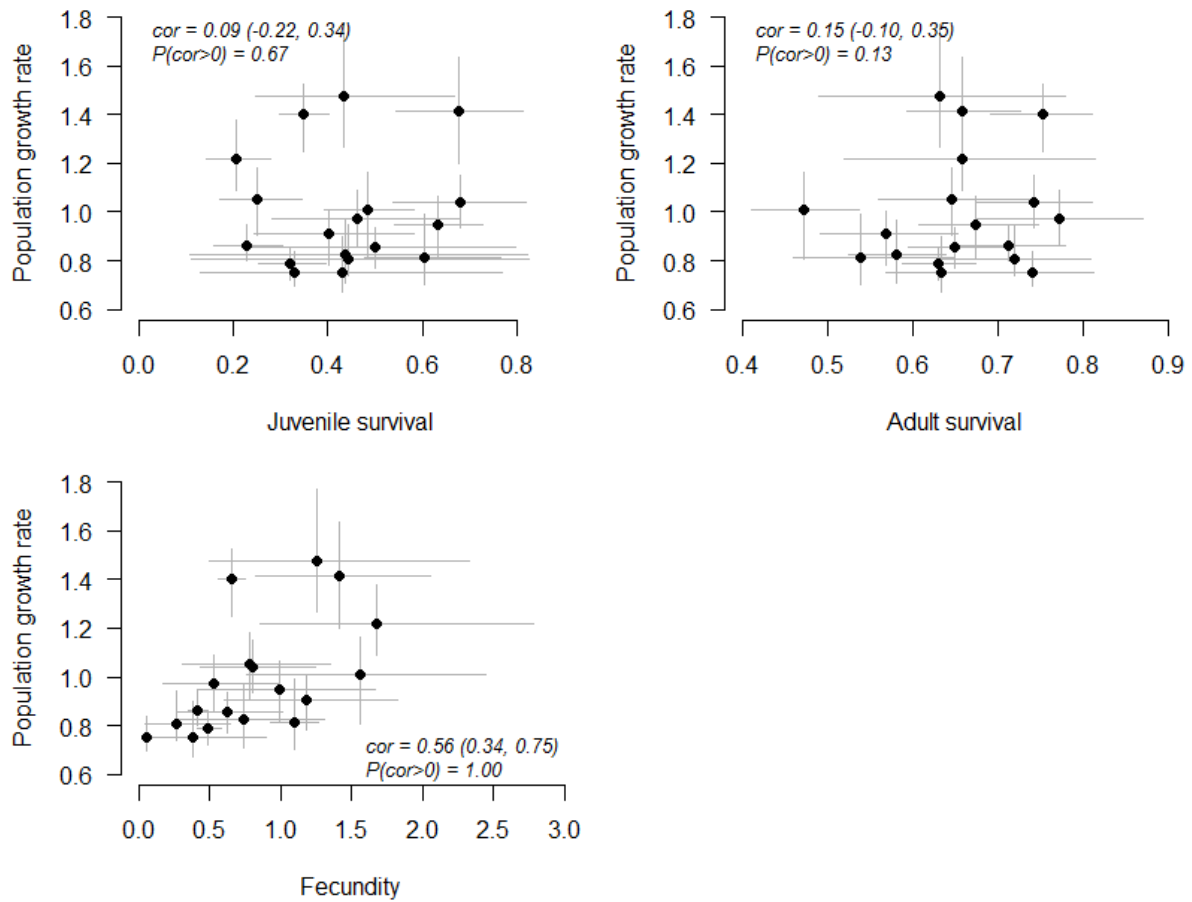 cor = 0.09 (-0.22, 0.34)
P(cor>0) = 0.67
Population growth rate
1.8
1.6
1.4
1.2
1.0
0.8
0.6
0.0 0.2 0.4 0.6 0.8
Juvenile survival
cor = 0.15 (-0.10, 0.35)
P(cor>0) = 0.13
Population growth rate
1.8
1.6
1.4
1.2
1.0
0.8
0.6
0.4 0.5 0.6 0.7 0.8 0.9
Adult survival
Population growth rate
1.8
1.6
1.4
1.2
1.0
0.8
0.6
cor = 0.56 (0.34, 0.75)
P(cor>0) = 1.00
0.0 0.5 1.0 1.5 2.0 2.5 3.0
Fecundity